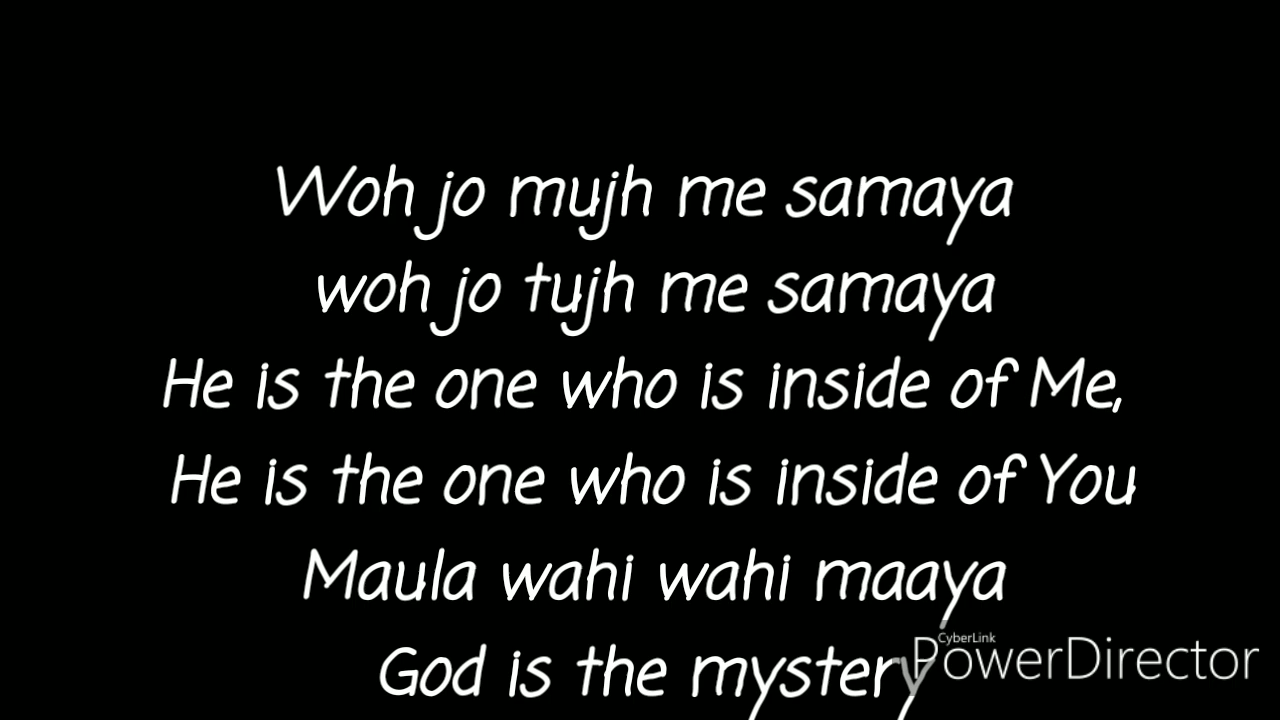 Woh jo mujh me samaya
woh jo tujh me samaya
He is the one who is inside of Me,
He is the one who is inside of You
Maula wahi wahi maaya
God is the mystery
CyberLink
PowerDirector